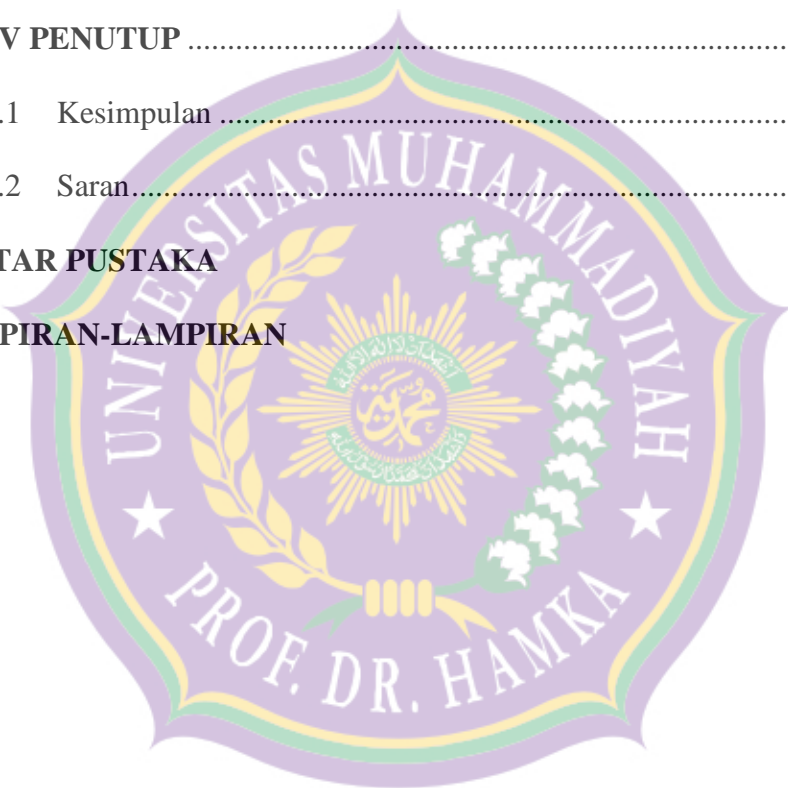 V PENUTUP
.1 Kesimpulan
.2 Saran
TAR PUSTAKA
PIRAN-LAMPIRAN
UNIVERSITAS MUHAMMADIYAH
PROF. DR. HAMKA